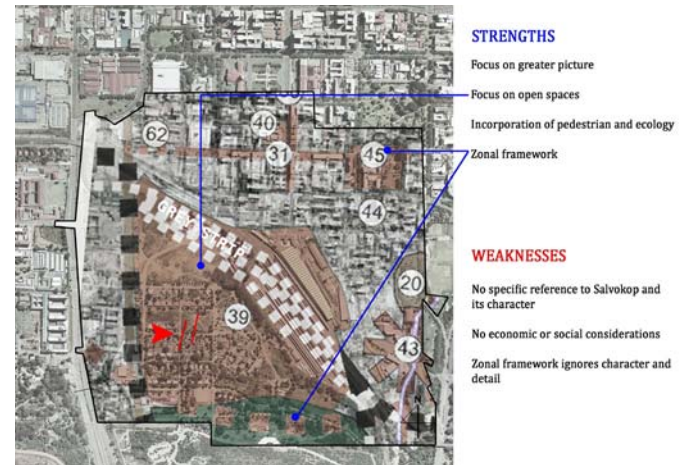 STRENGTHS
Focus on greater picture
Focus on open spaces
Incorporation of pedestrian and ecology
Zonal framework
WEAKNESSES
No specific reference to Salvokop and
its character
No economic or social considerations
Zonal framework ignores character and
detail
62
40
31
45
44
GREY STRIP
20
39
43
N